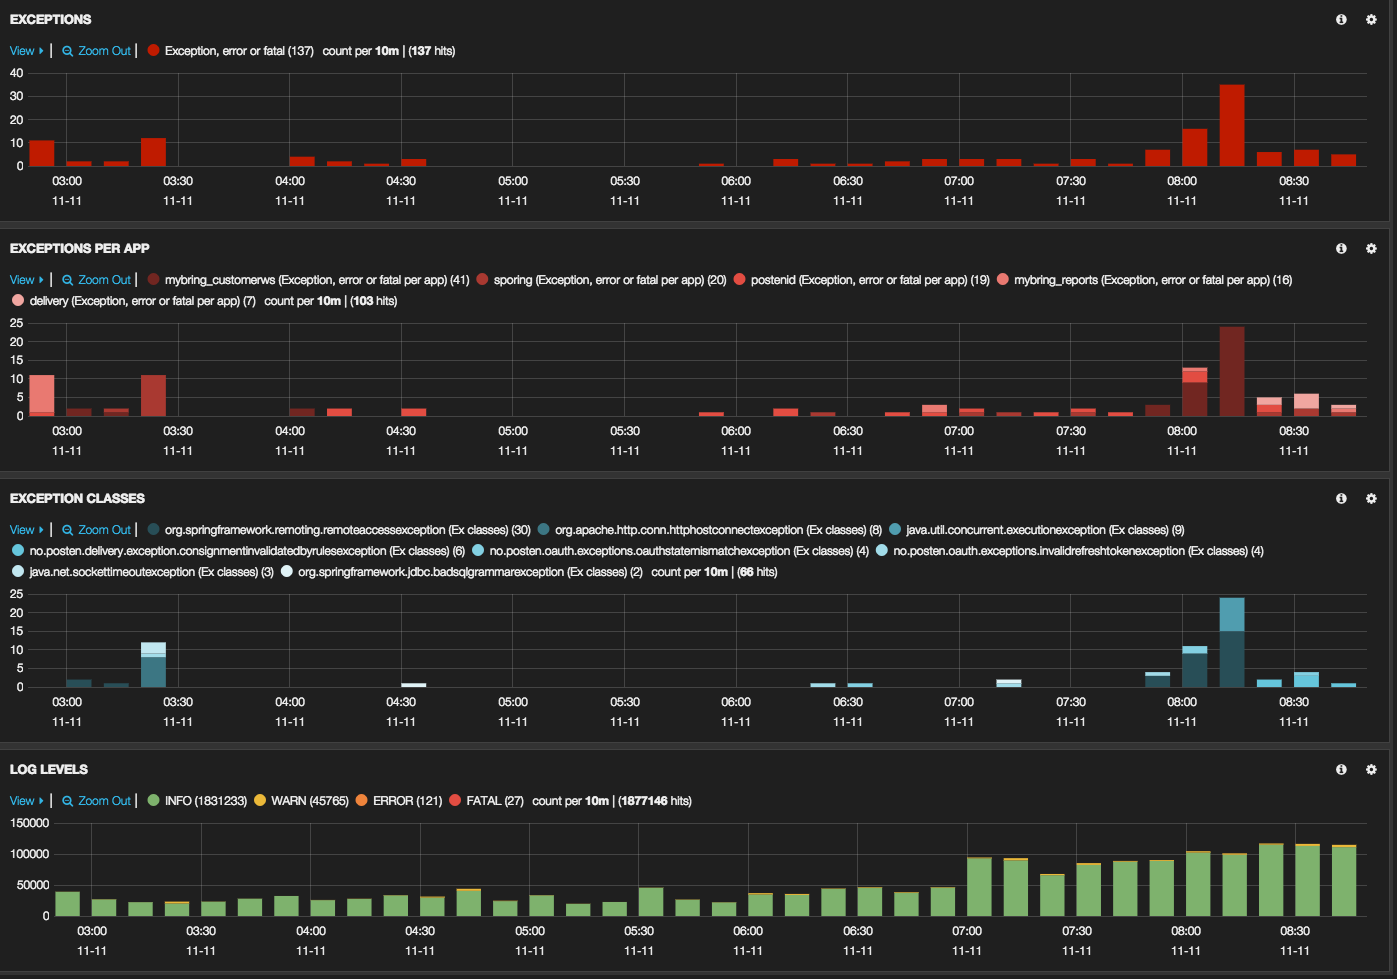 EXCEPTIONS
View Zoom Out | Exception, error or fatal (137) count per 10m | (137 hits)
40
30
20
10
0
03:00 03:30 04:00 04:30 05:00 05:30 06:00 06:30 07:00 07:30 08:00 08:30
11-11 11-11 11-11 11-11 11-11 11-11 11-11 11-11 11-11 11-11 11-11 11-11
EXCEPTIONS PER APP
View | Zoom Out | mybring_customerws (Exception, error or fatal per app) (41) sporing (Exception, error or fatal per app) (20) postenid (Exception, error or fatal per app) (19) mybring_reports (Exception, error or fatal per app) (16)
delivery (Exception, error or fatal per app) (7) count per 10m | (103 hits)
25
20
15
10
5
0
03:00 03:30 04:00 04:30 05:00 05:30 06:00 06:30 07:00 07:30 08:00 08:30
11-11 11-11 11-11 11-11 11-11 11-11 11-11 11-11 11-11 11-11 11-11 11-11
EXCEPTION CLASSES
View | Zoom Out | org.springframework.remoting.remoteaccessexception (Ex classes) (30) org.apache.http.conn.httphostconnectexception (Ex classes) (8) java.util.concurrent.executionexception (Ex classes) (9)
no.posten.delivery.exception.consignmentinvalidatedbyrulesexception (Ex classes) (6) no.posten.oauth.exceptions.oauthstatemismatchexception (Ex classes) (4) no.posten.oauth.exceptions.invalidrefreshtokenexception (Ex classes) (4)
java.net.sockettimeoutexception (Ex classes) (3) org.springframework.jdbc.badsqlgrammarexception (Ex classes) (2) count per 10m | (66 hits)
25
20
15
10
5
0
03:00 03:30 04:00 04:30 05:00 05:30 06:00 06:30 07:00 07:30 08:00 08:30
11-11 11-11 11-11 11-11 11-11 11-11 11-11 11-11 11-11 11-11 11-11 11-11
LOG LEVELS
View | Zoom Out | INFO (1831233) WARN (45765) ERROR (121) FATAL (27) count per 10m | (1877146 hits)
150000
100000
50000
0
03:00 03:30 04:00 04:30 05:00 05:30 06:00 06:30 07:00 07:30 08:00 08:30
11-11 11-11 11-11 11-11 11-11 11-11 11-11 11-11 11-11 11-11 11-11 11-11